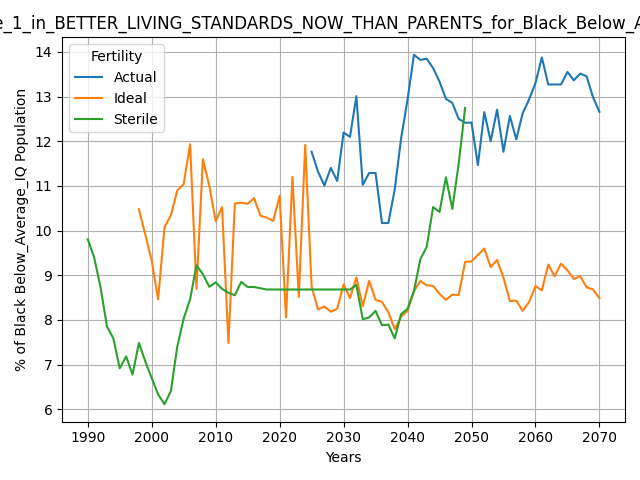 e_1_in_BETTER_LIVING_STANDARDS_NOW_THAN_PARENTS_for_Black_Below_A
Fertility
Actual
Ideal
Sterile
% of Black Below_Average_IQ Population
14
13
12
11
10
9
8
7
6
1990 2000 2010 2020 2030 2040 2050 2060 2070
Years